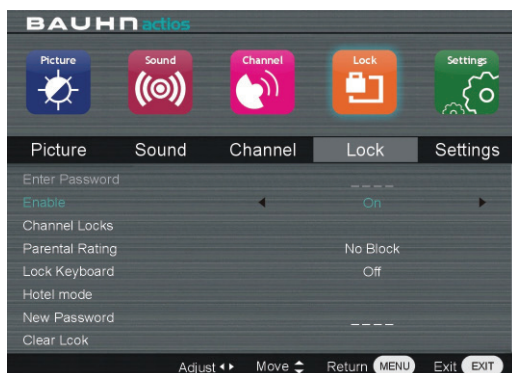 BAUHN actios
Picture Sound Channel Lock Settings
Picture Sound Channel Lock Settings
Enter Password _ _ _ _
Enable On
Channel Locks
Parental Rating No Block
Lock Keyboard Off
Hotel mode
New Password _ _ _ _
Clear Lcok
Adjust Move Return MENU Exit EXIT